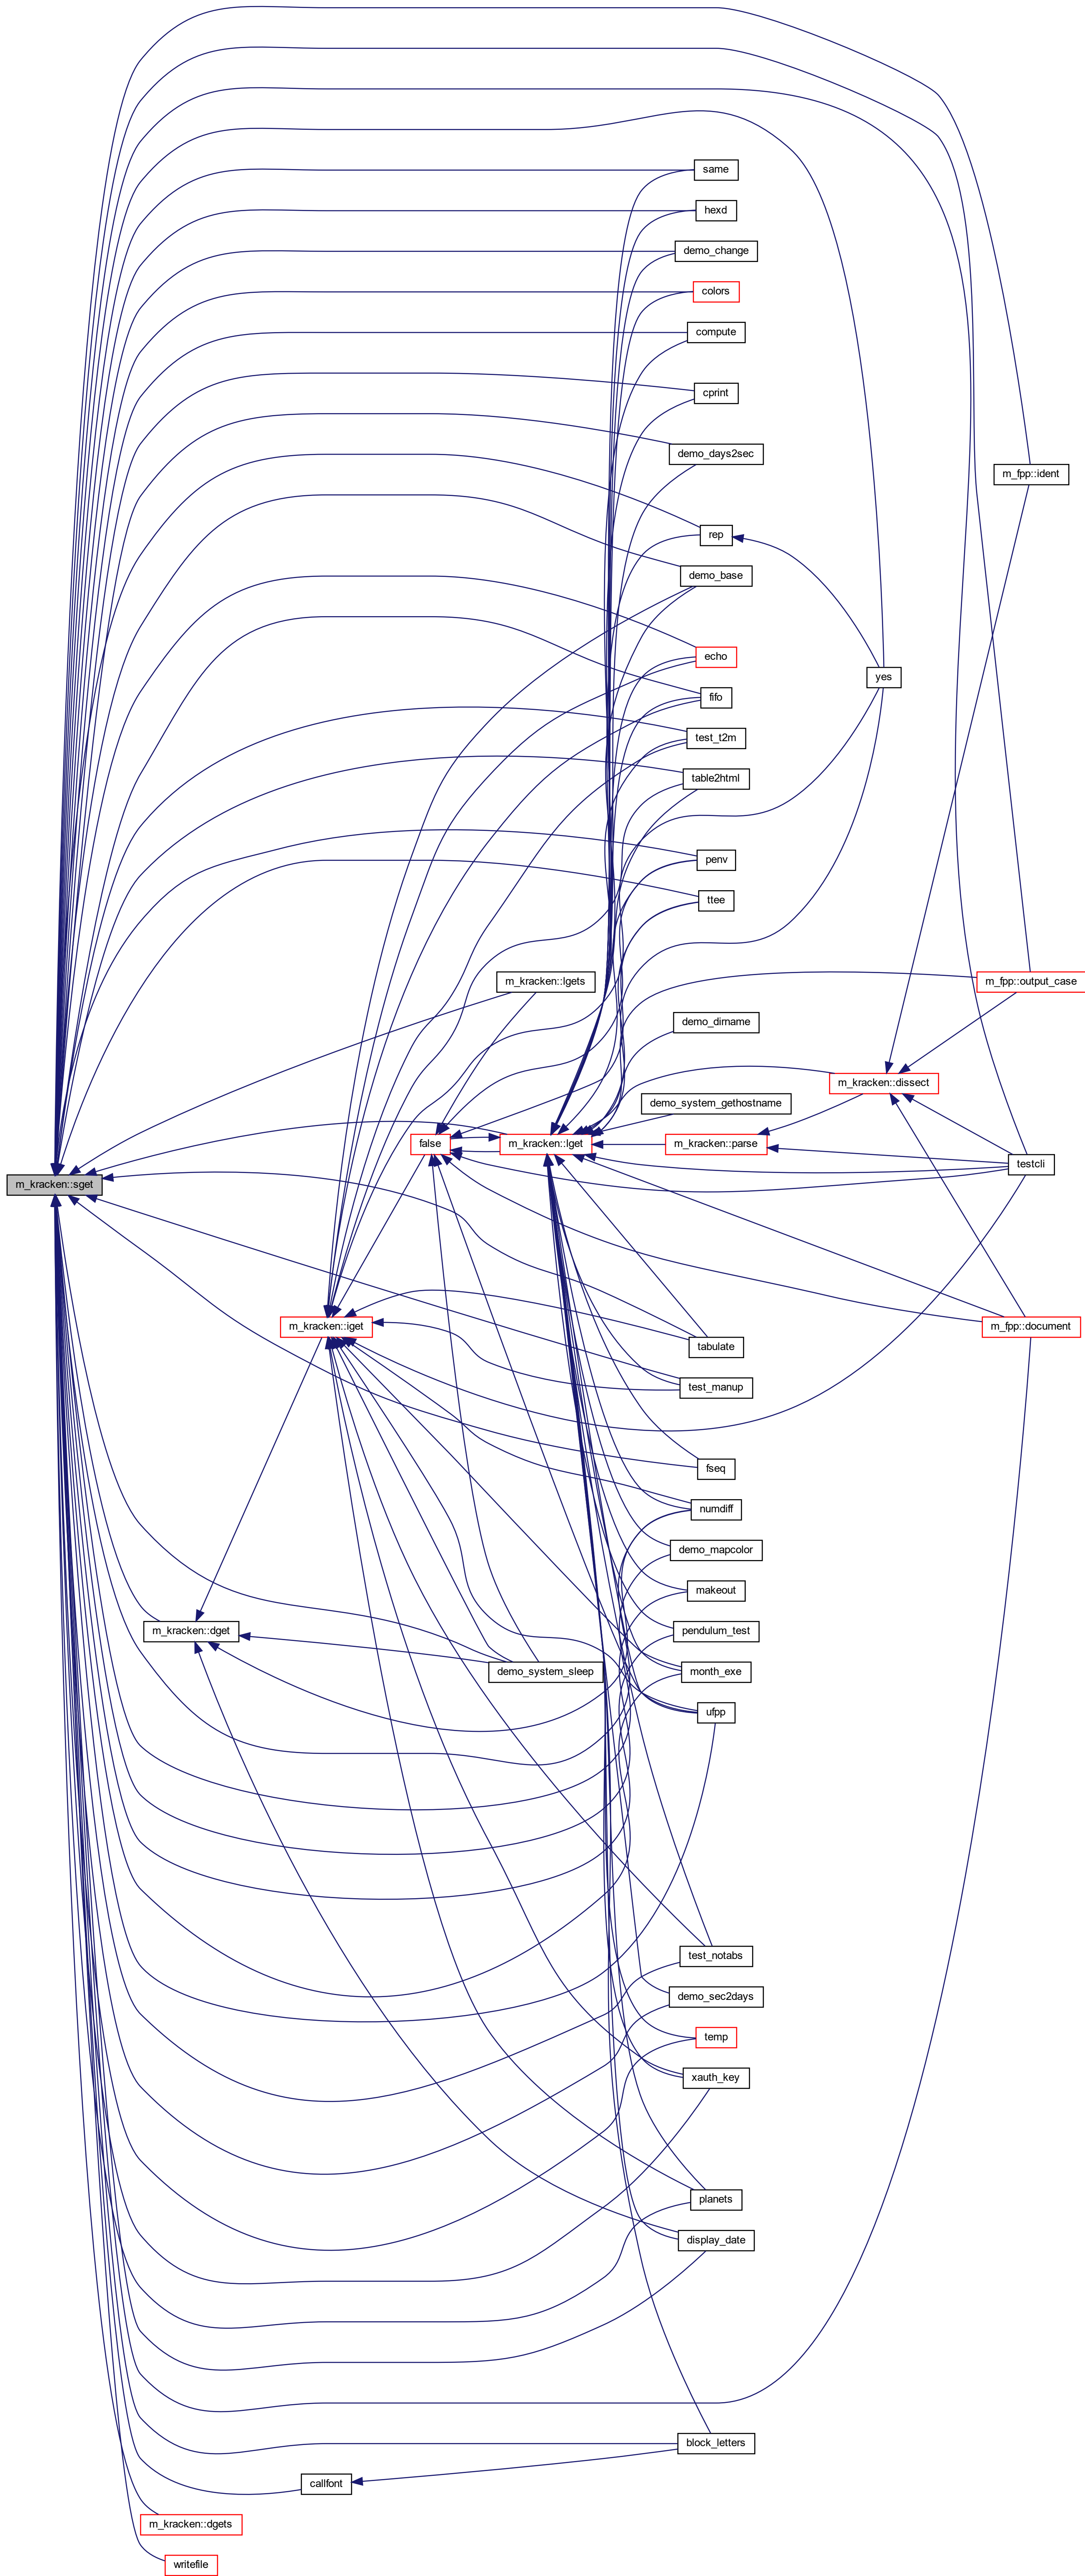 same
hexd
demo_change
colors
compute
cprint
demo_days2sec
m_fpp::ident
rep
demo_base
echo
yes
fifo
test_t2m
table2html
penv
ttee
m_kracken::lgets
m_fpp::output_case
demo_dirname
m_kracken::dissect
demo_system_gethostname
false
m_kracken::lget
m_kracken::parse
testcli
m_kracken::sget
m_kracken::iget
m_fpp::document
tabulate
test_manup
fseq
numdiff
demo_mapcolor
makeout
m_kracken::dget
pendulum_test
demo_system_sleep
month_exe
ufpp
test_notabs
demo_sec2days
temp
xauth_key
planets
display_date
block_letters
callfont
m_kracken::dgets
writefile